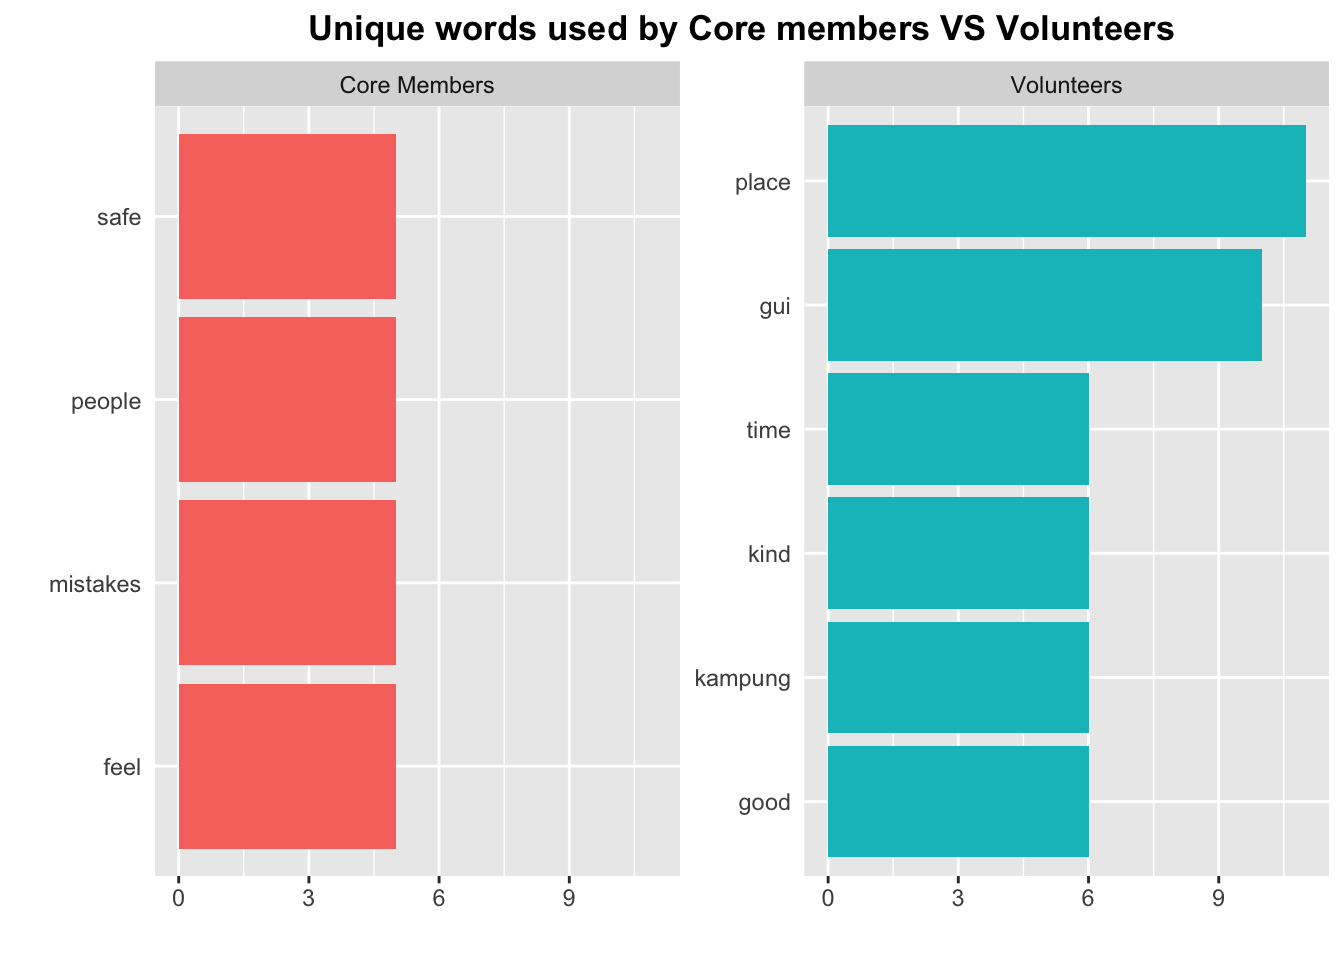 Unique words used by Core members VS Volunteers
Core Members
safe
people
mistakes
feel
0 3 6 9
Volunteers
place
gui
time
kind
kampung
good
0 3 6 9